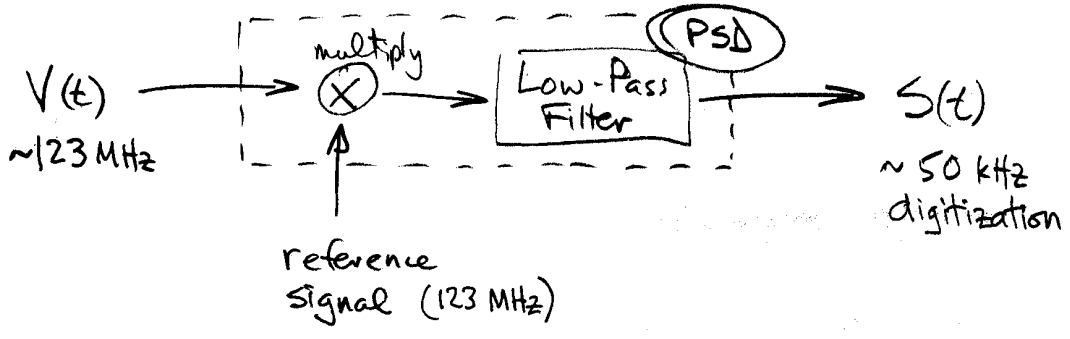 PSD
multiply
V(t)
~123 MHz
X
Low-Pass
Filter
S(t)
~ 50 kHz
digitization
reference
signal (123 MHz)